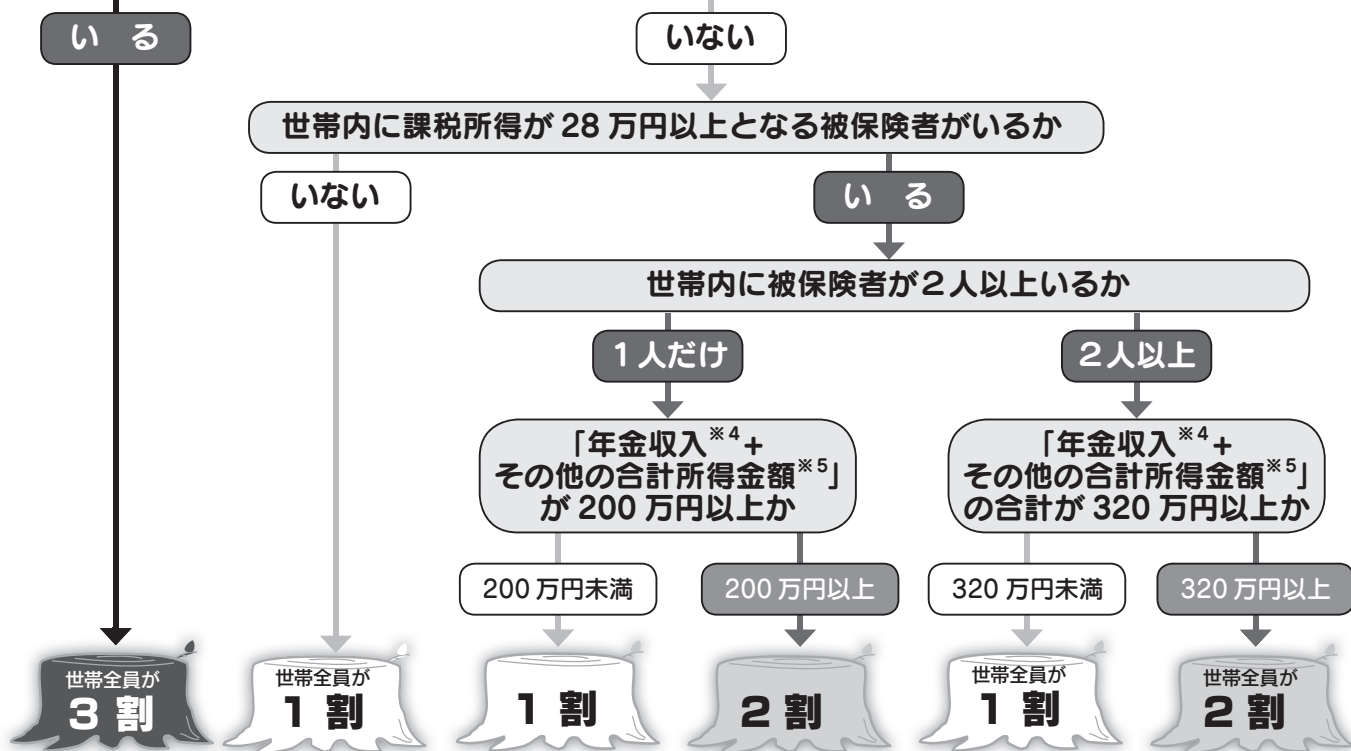 い る
いない
世帯内に課税所得が 28 万円以上となる被保険者がいるか
いない
い る
世帯内に被保険者が２人以上いるか
１人だけ
２人以上
「年金収入※4＋
その他の合計所得金額※5」
が 200 万円以上か
「年金収入※4＋
その他の合計所得金額※5」
の合計が 320 万円以上か
200 万円未満
200 万円以上
320 万円未満
320 万円以上
世帯全員が
3 割
世帯全員が
1 割
1 割
2 割
世帯全員が
1 割
世帯全員が
2 割